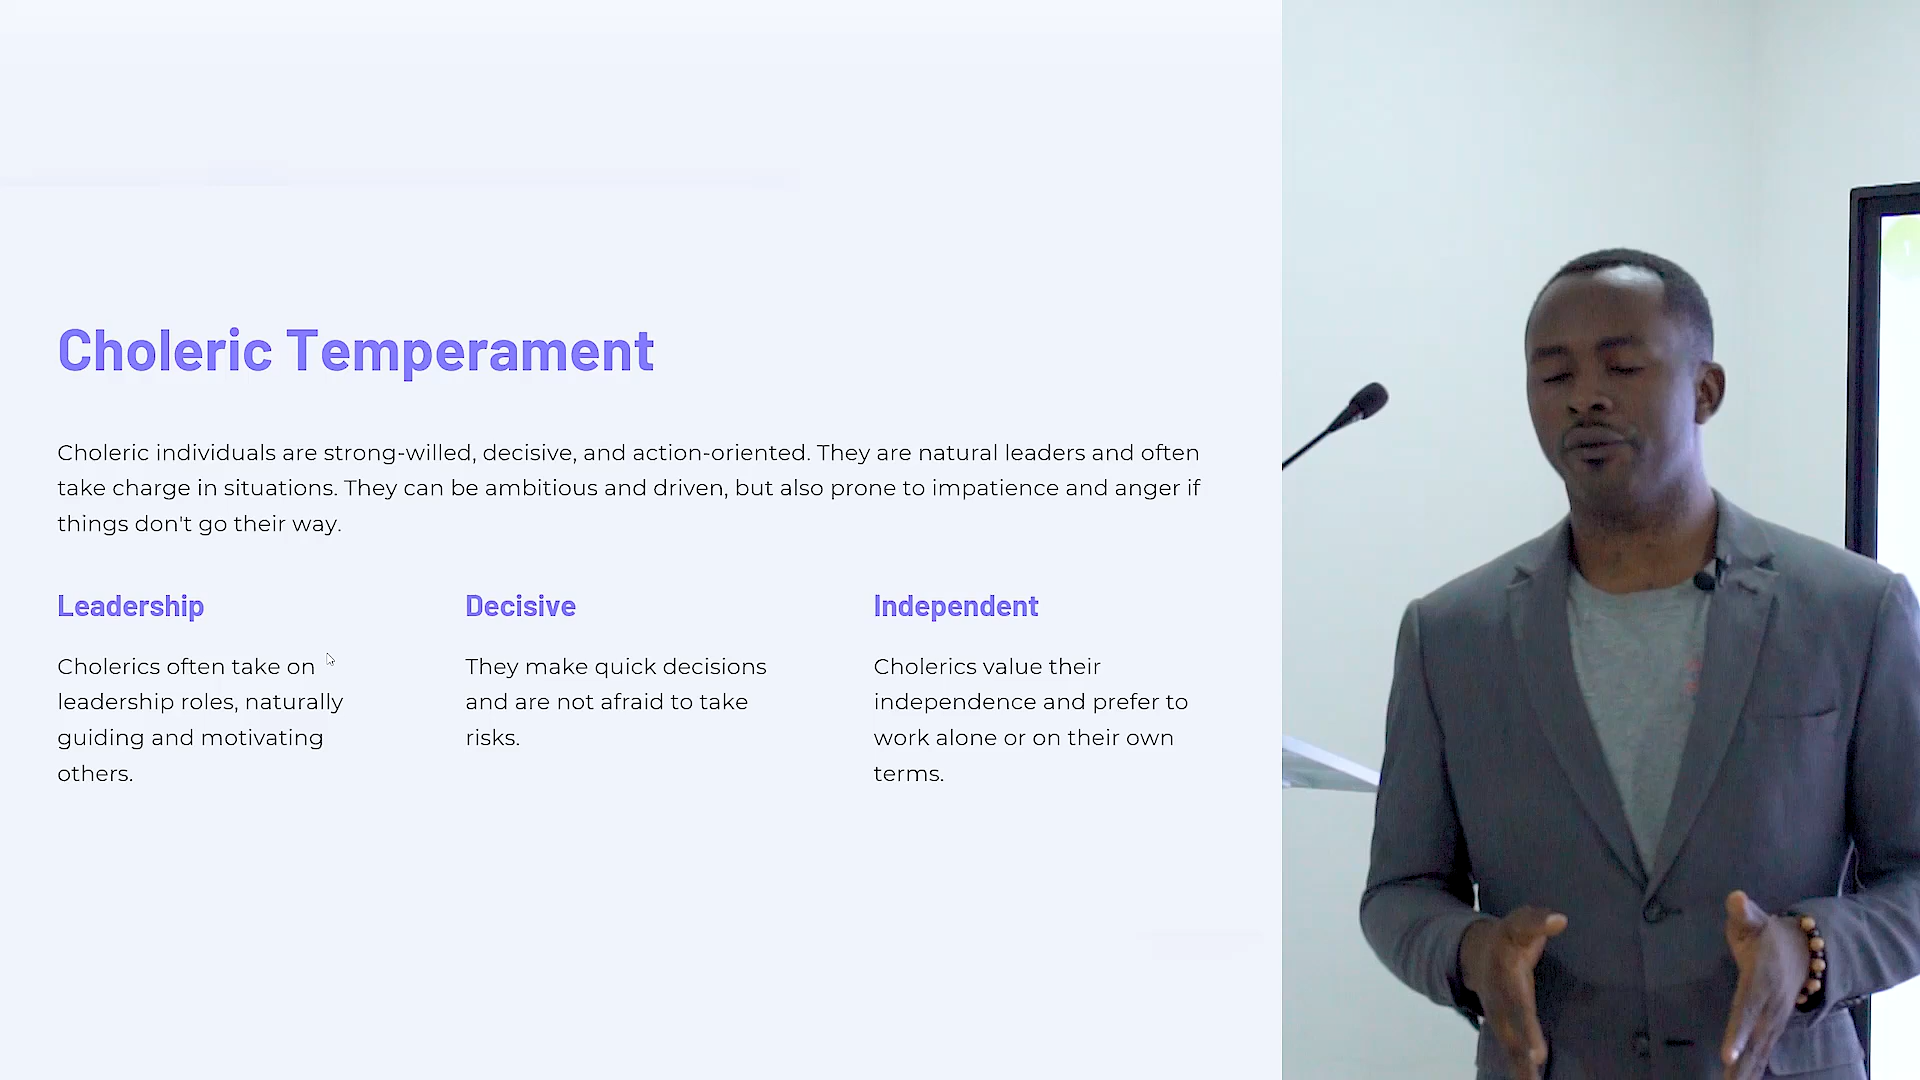 Choleric Temperament
Choleric individuals are strong-willed, decisive, and action-oriented. They are natural leaders and often
take charge in situations. They can be ambitious and driven, but also prone to impatience and anger if
things don't go their way.
Leadership
Cholerics often take on
leadership roles, naturally
guiding and motivating
others.
Decisive
They make quick decisions
and are not afraid to take
risks.
Independent
Cholerics value their
independence and prefer to
work alone or on their own
terms.